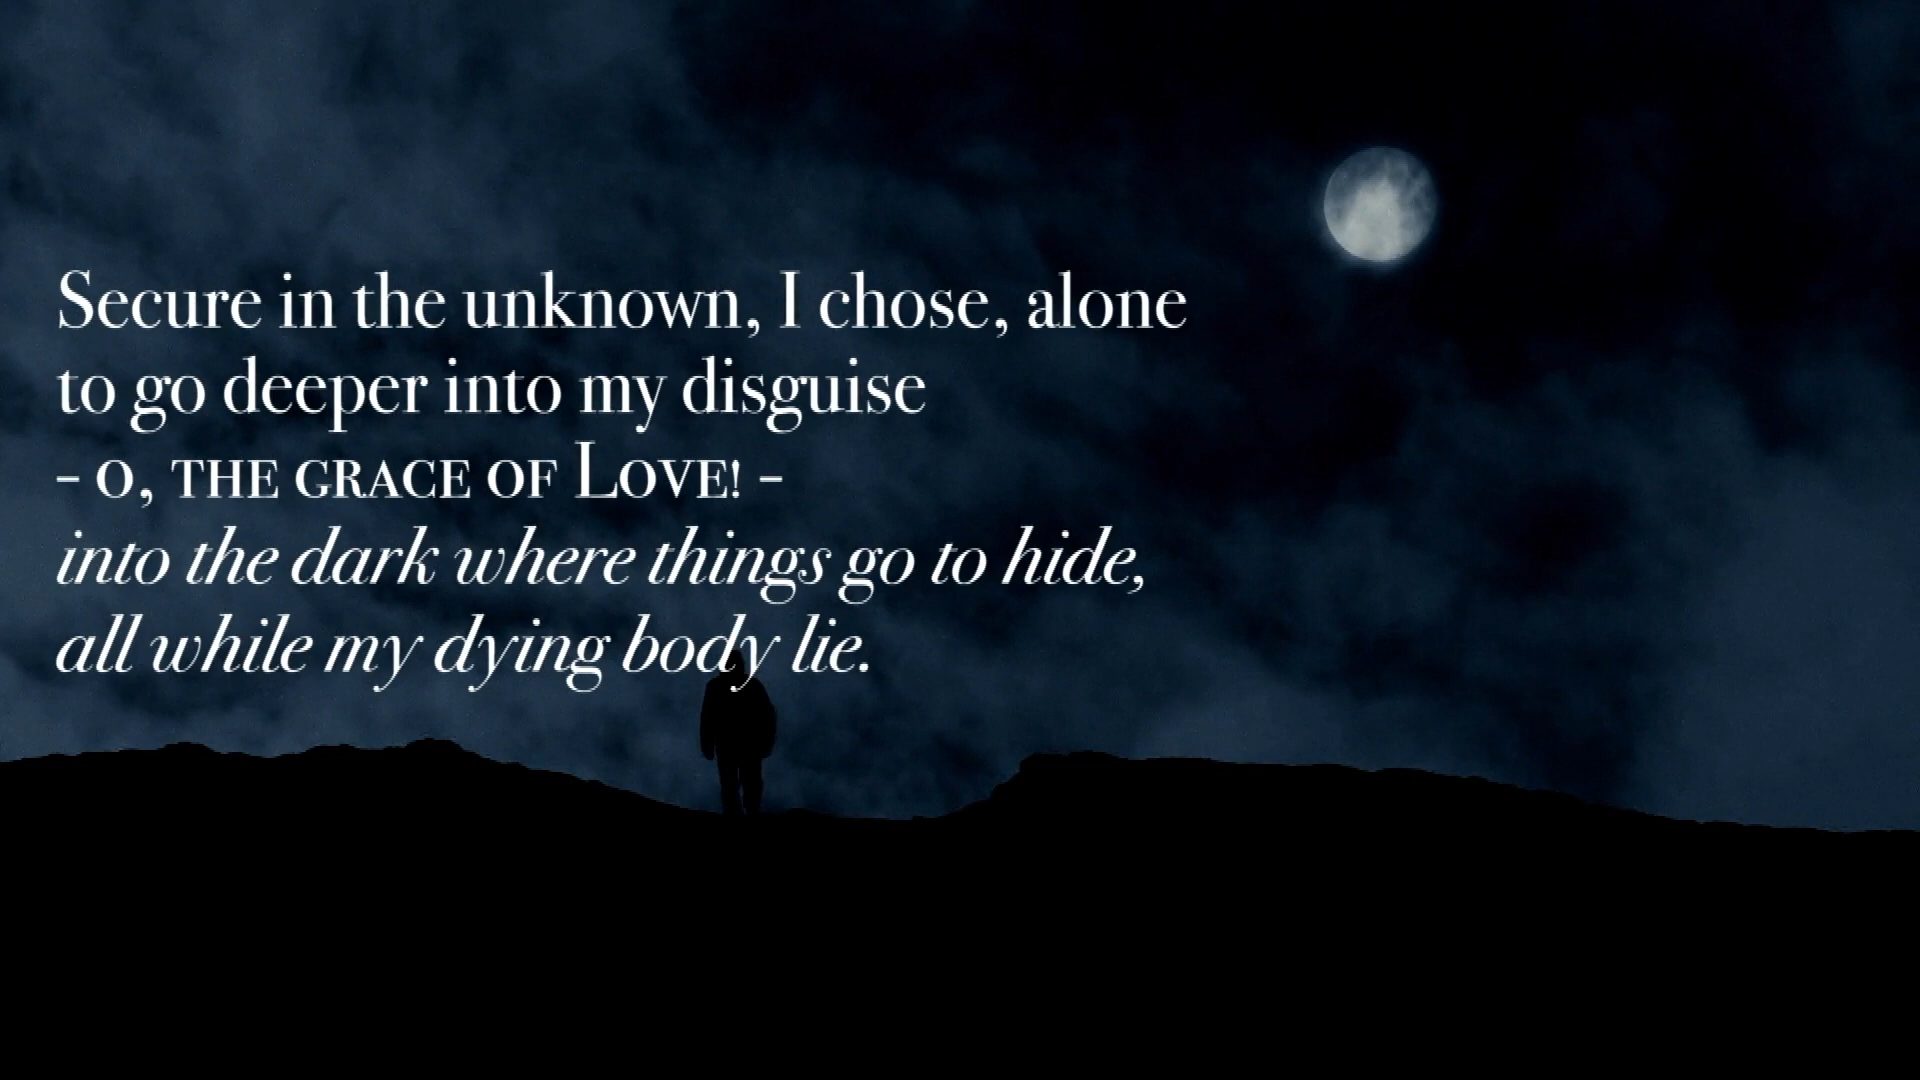 Secure in the unknown, I chose, alone
to go deeper into my disguise
– O, THE GRACE OF LOVE! –
into the dark where things go to hide,
all while my dying body lie.